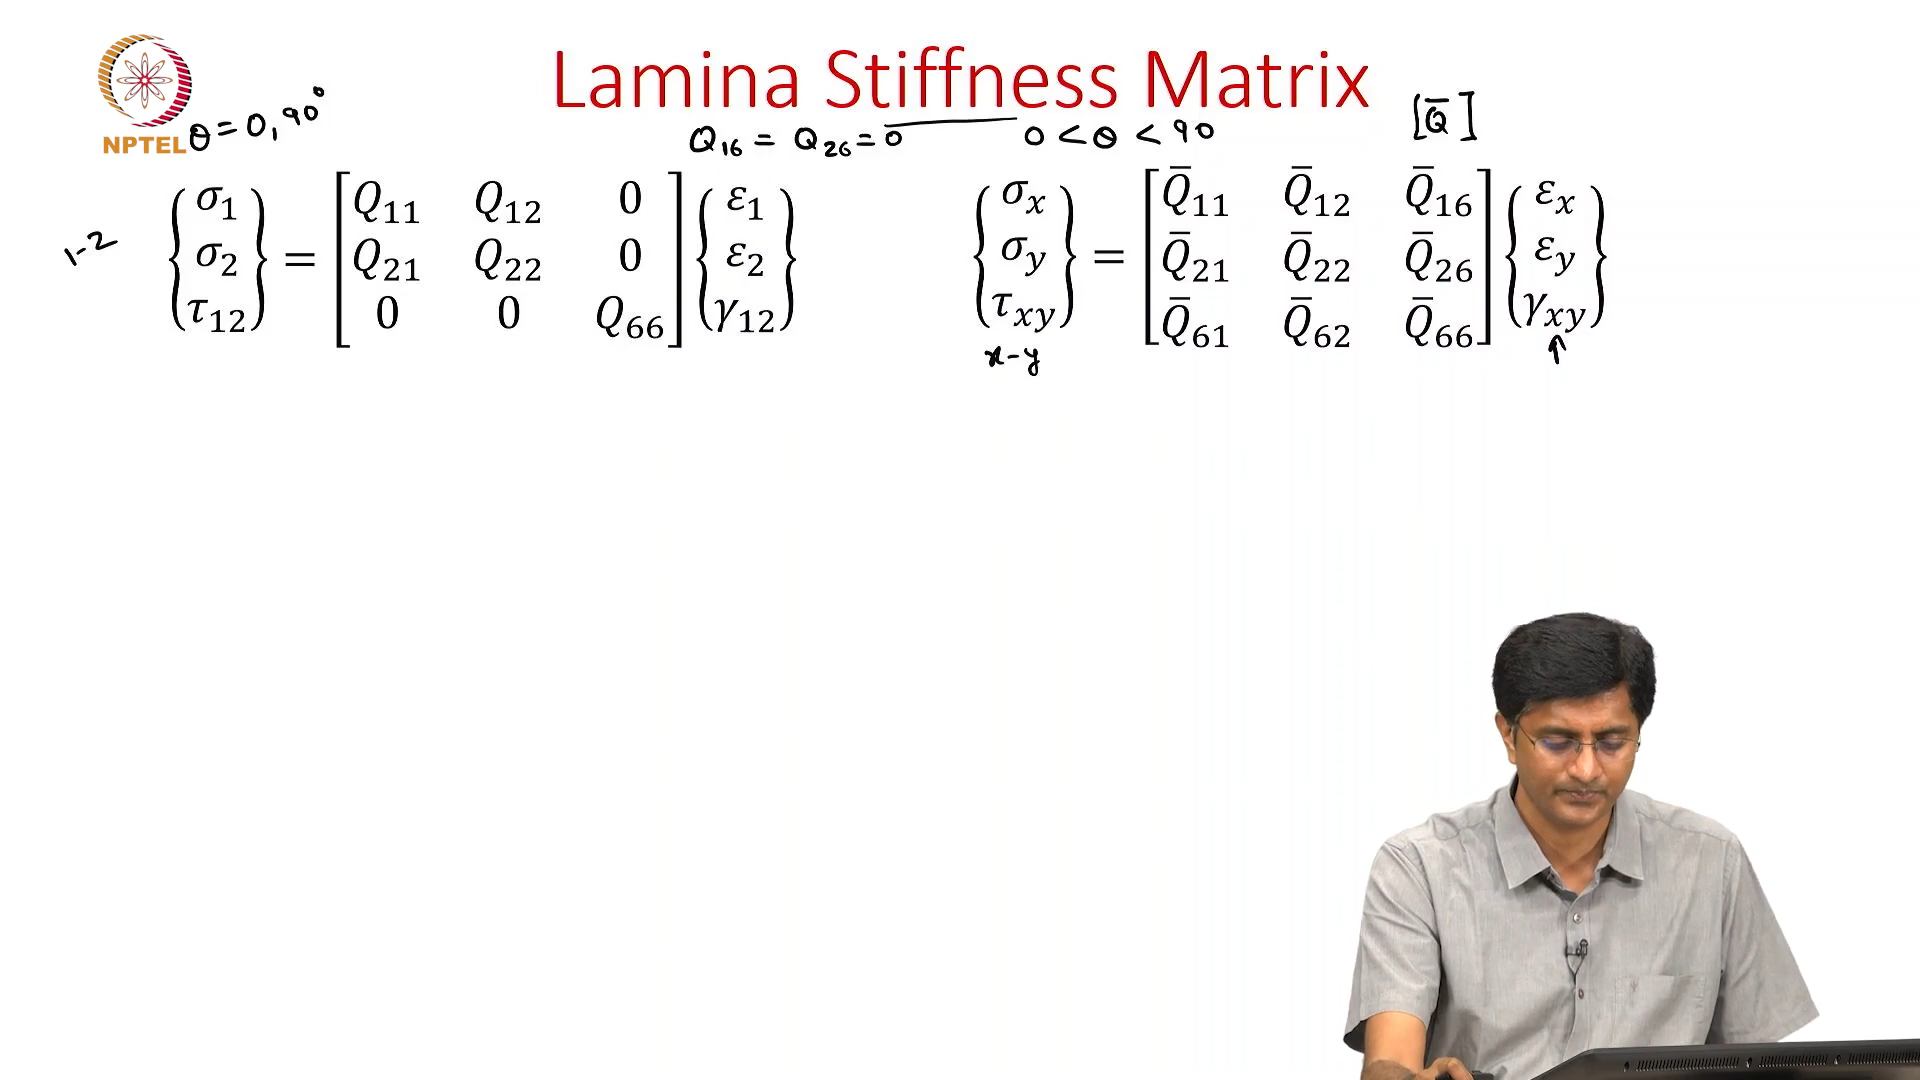 Lamina Stiffness Matrix
NPTEL
θ = 0, 90°
Q16 = Q26 = 0
0 < θ < 90
[Q̄]
1-2
{σ1 σ2 τ12} = [Q11 Q12 0; Q21 Q22 0; 0 0 Q66] {ε1 ε2 γ12}
{σx σy τxy} = [Q̄11 Q̄12 Q̄16; Q̄21 Q̄22 Q̄26; Q̄61 Q̄62 Q̄66] {εx εy γxy}
x-y
↑